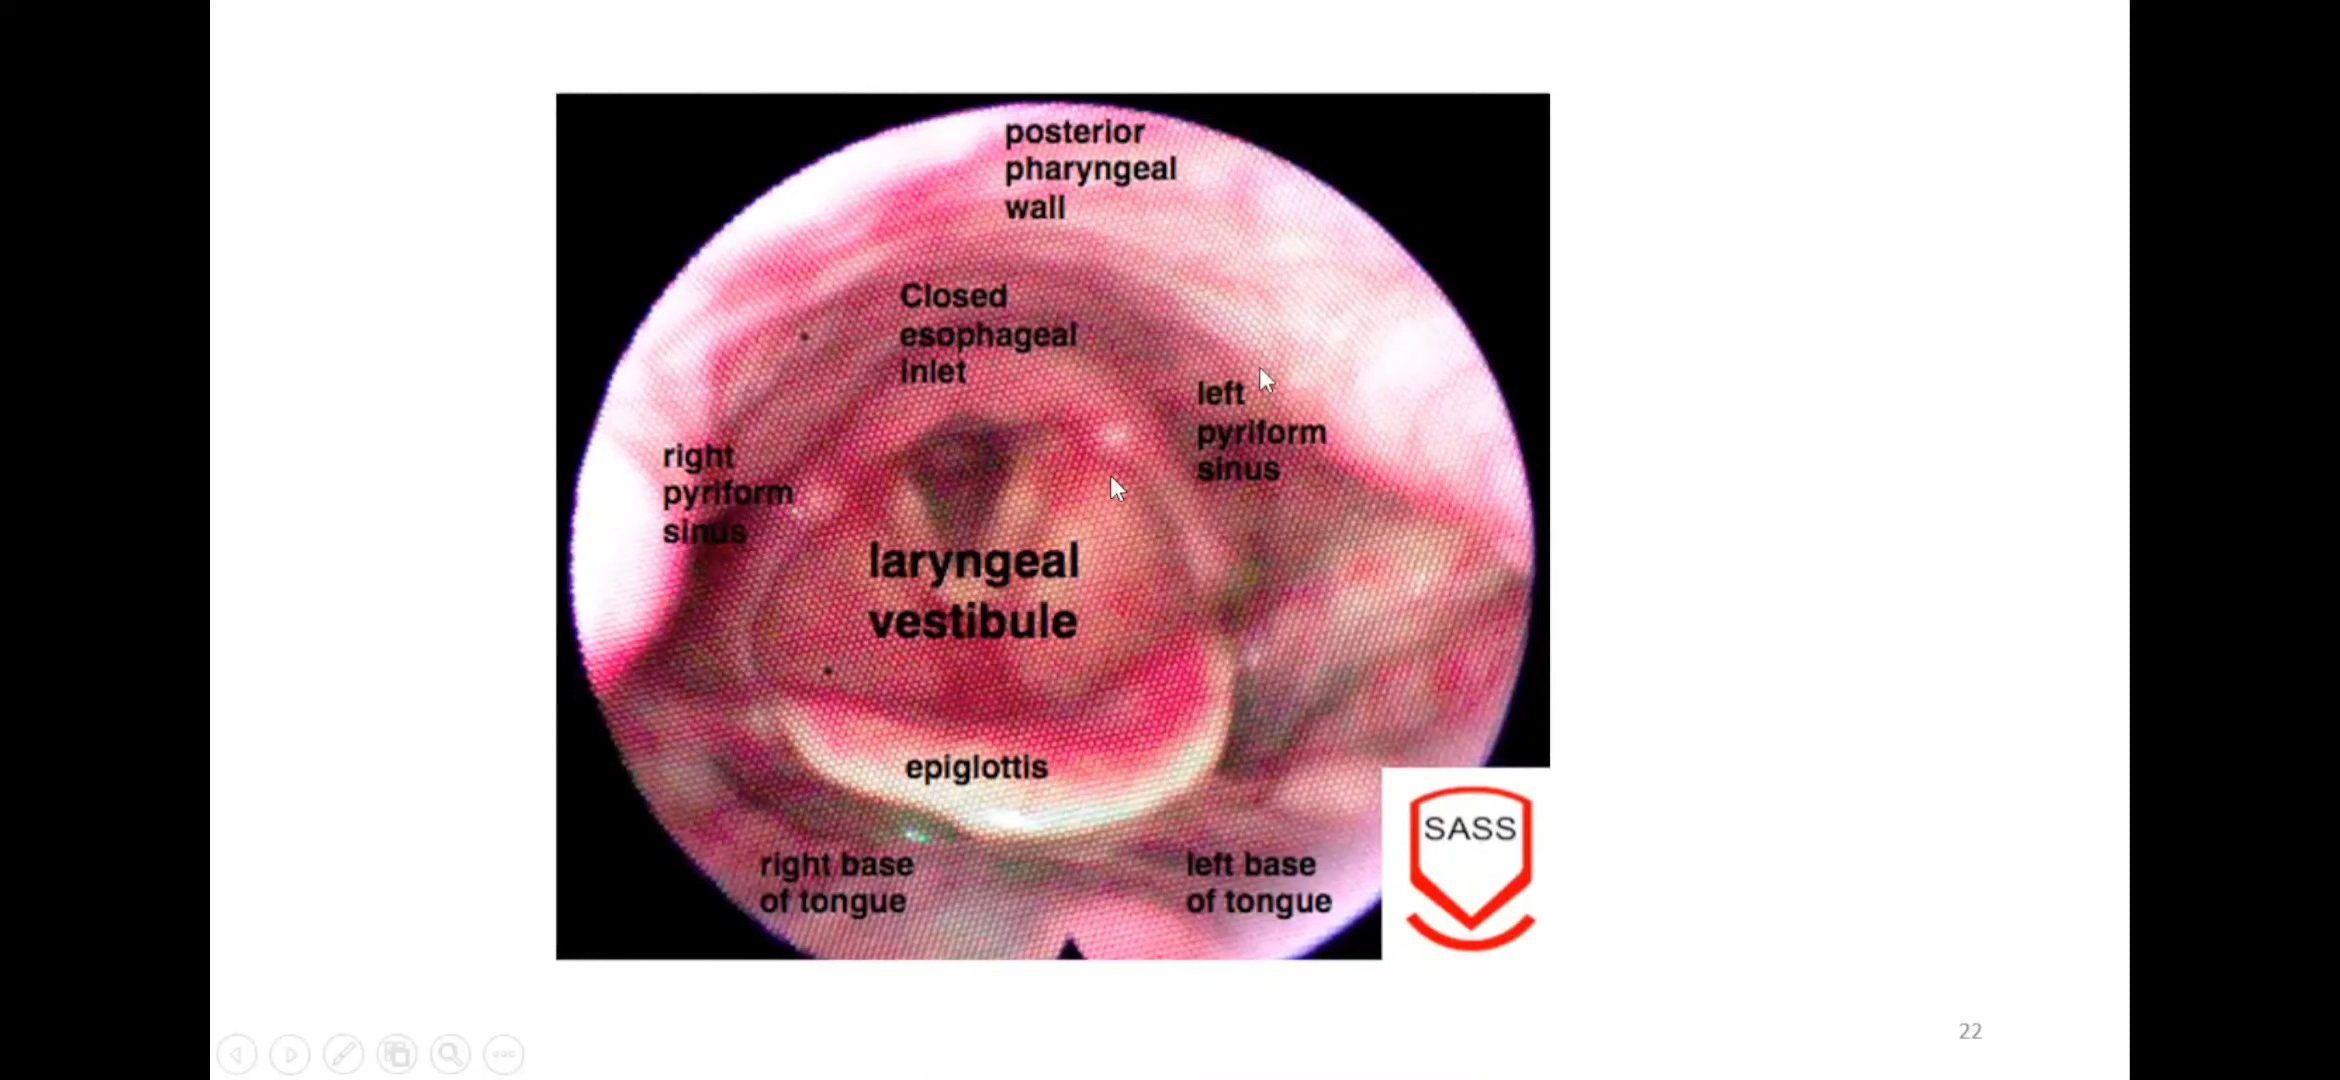 posterior
pharyngeal
wall
Closed
esophageal
inlet
left
pyriform
sinus
right
pyriform
sinus
laryngeal
vestibule
epiglottis
right base
of tongue
left base
of tongue
SASS
22